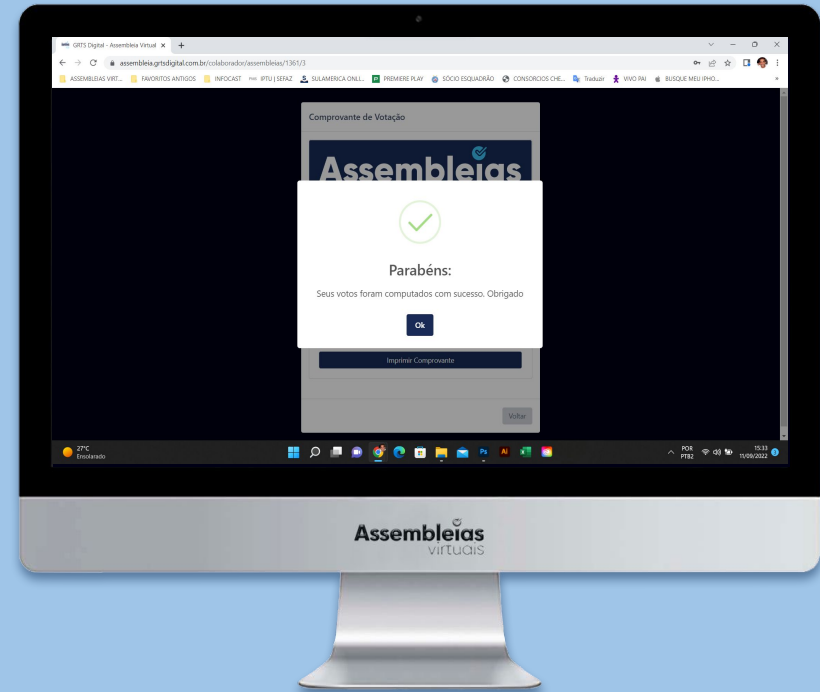 GRTS Digital - Assembleia Virtual
assembleia.grtsdigital.com.br/colaborador/assembleias/1361/3
ASSEMBLEIAS VIRT... FAVORITOS ANTIGOS INFOCAST IPTU | SEFAZ SULAMERICA ONLI... PREMIERE PLAY SÓCIO ESQUADRÃO CONSORCIOS CHE... Traduzir VIVO PAI BUSQUE MEU IPHO... »
Comprovante de Votação
Assembleias
Parabéns:
Seus votos foram computados com sucesso. Obrigado
Ok
Imprimir Comprovante
Voltar
27°C
Ensolarado
Ps Ai
POR
PTB2
15:33
11/09/2022
Assembleias
virtuais